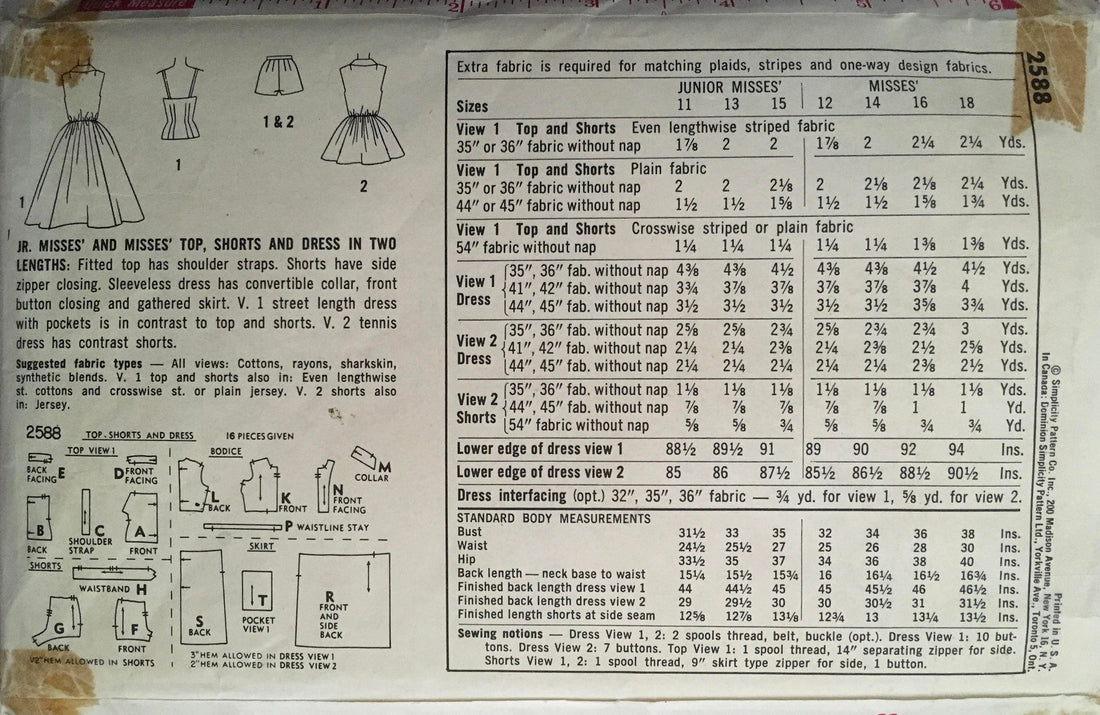 Quick Measure 1 2 3 4 5 6
1
1
1 & 2
2
JR. MISSES' AND MISSES' TOP, SHORTS AND DRESS IN TWO
LENGTHS: Fitted top has shoulder straps. Shorts have side
zipper closing. Sleeveless dress has convertible collar, front
button closing and gathered skirt. V. 1 street length dress
with pockets is in contrast to top and shorts. V. 2 tennis
dress has contrast shorts.
Suggested fabric types — All views: Cottons, rayons, sharkskin,
synthetic blends. V. 1 top and shorts also in: Even lengthwise
st. cottons and crosswise st. or plain jersey. V. 2 shorts also
in: Jersey.
2588 TOP-SHORTS AND DRESS 16 PIECES GIVEN
TOP VIEW 1
BACK FACING E
D FRONT FACING
B BACK
C SHOULDER STRAP
A FRONT
SHORTS
WAISTBAND H
G BACK
F FRONT
1/2" HEM ALLOWED IN SHORTS
BODICE
L BACK
K FRONT
N FRONT FACING
M COLLAR
P WAISTLINE STAY
SKIRT
S BACK
T POCKET VIEW 1
R FRONT AND SIDE BACK
3" HEM ALLOWED IN DRESS VIEW 1
2" HEM ALLOWED IN DRESS VIEW 2
2588
Extra fabric is required for matching plaids, stripes and one-way design fabrics.
JUNIOR MISSES' MISSES'
Sizes 11 13 15 12 14 16 18
View 1 Top and Shorts Even lengthwise striped fabric
35" or 36" fabric without nap 1⅞ 2 2 1⅞ 2 2¼ 2¼ Yds.
View 1 Top and Shorts Plain fabric
35" or 36" fabric without nap 2 2 2⅛ 2 2⅛ 2⅛ 2¼ Yds.
44" or 45" fabric without nap 1½ 1½ 1⅝ 1½ 1½ 1⅝ 1¾ Yds.
View 1 Top and Shorts Crosswise striped or plain fabric
54" fabric without nap 1¼ 1¼ 1¼ 1¼ 1¼ 1⅜ 1⅜ Yds.
View 1 Dress
35", 36" fab. without nap 4⅜ 4⅜ 4½ 4⅜ 4⅜ 4½ 4½ Yds.
41", 42" fab. without nap 3¾ 3⅞ 3⅞ 3⅞ 3⅞ 3⅞ 4 Yds.
44", 45" fab. without nap 3½ 3½ 3½ 3½ 3½ 3⅝ 3¾ Yds.
View 2 Dress
35", 36" fab. without nap 2⅝ 2⅝ 2¾ 2⅝ 2¾ 2¾ 3 Yds.
41", 42" fab. without nap 2¼ 2¼ 2⅜ 2¼ 2⅜ 2½ 2⅝ Yds.
44", 45" fab. without nap 2¼ 2¼ 2¼ 2¼ 2¼ 2⅜ 2½ Yds.
View 2 Shorts
35", 36" fab. without nap 1⅛ 1⅛ 1⅛ 1⅛ 1⅛ 1⅛ 1⅛ Yds.
44", 45" fab. without nap ⅞ ⅞ ⅞ ⅞ ⅞ 1 1 Yd.
54" fabric without nap ⅝ ⅝ ¾ ⅝ ⅝ ¾ ¾ Yd.
Lower edge of dress view 1 88½ 89½ 91 89 90 92 94 Ins.
Lower edge of dress view 2 85 86 87½ 85½ 86½ 88½ 90½ Ins.
Dress interfacing (opt.) 32", 35", 36" fabric — ¾ yd. for view 1, ⅝ yd. for view 2.
STANDARD BODY MEASUREMENTS
Bust 31½ 33 35 32 34 36 38 Ins.
Waist 24½ 25½ 27 25 26 28 30 Ins.
Hip 33½ 35 37 34 36 38 40 Ins.
Back length — neck base to waist 15¼ 15½ 15¾ 16 16¼ 16½ 16¾ Ins.
Finished back length dress view 1 44 44½ 45 45 45½ 46 46½ Ins.
Finished back length dress view 2 29 29½ 30 30 30½ 31 31½ Ins.
Finished length shorts at side seam 12⅝ 12⅞ 13⅛ 12¾ 13 13¼ 13½ Ins.
Sewing notions — Dress View 1, 2: 2 spools thread, belt, buckle (opt.). Dress View 1: 10 but-
tons. Dress View 2: 7 buttons. Top View 1: 1 spool thread, 14" separating zipper for side.
Shorts View 1, 2: 1 spool thread, 9" skirt type zipper for side, 1 button.
Printed in U. S. A.
© Simplicity Pattern Co. Inc., 200 Madison Avenue, New York 16, N. Y.
In Canada: Dominion Simplicity Pattern Ltd., Yorkville Ave., Toronto 5, Ont.